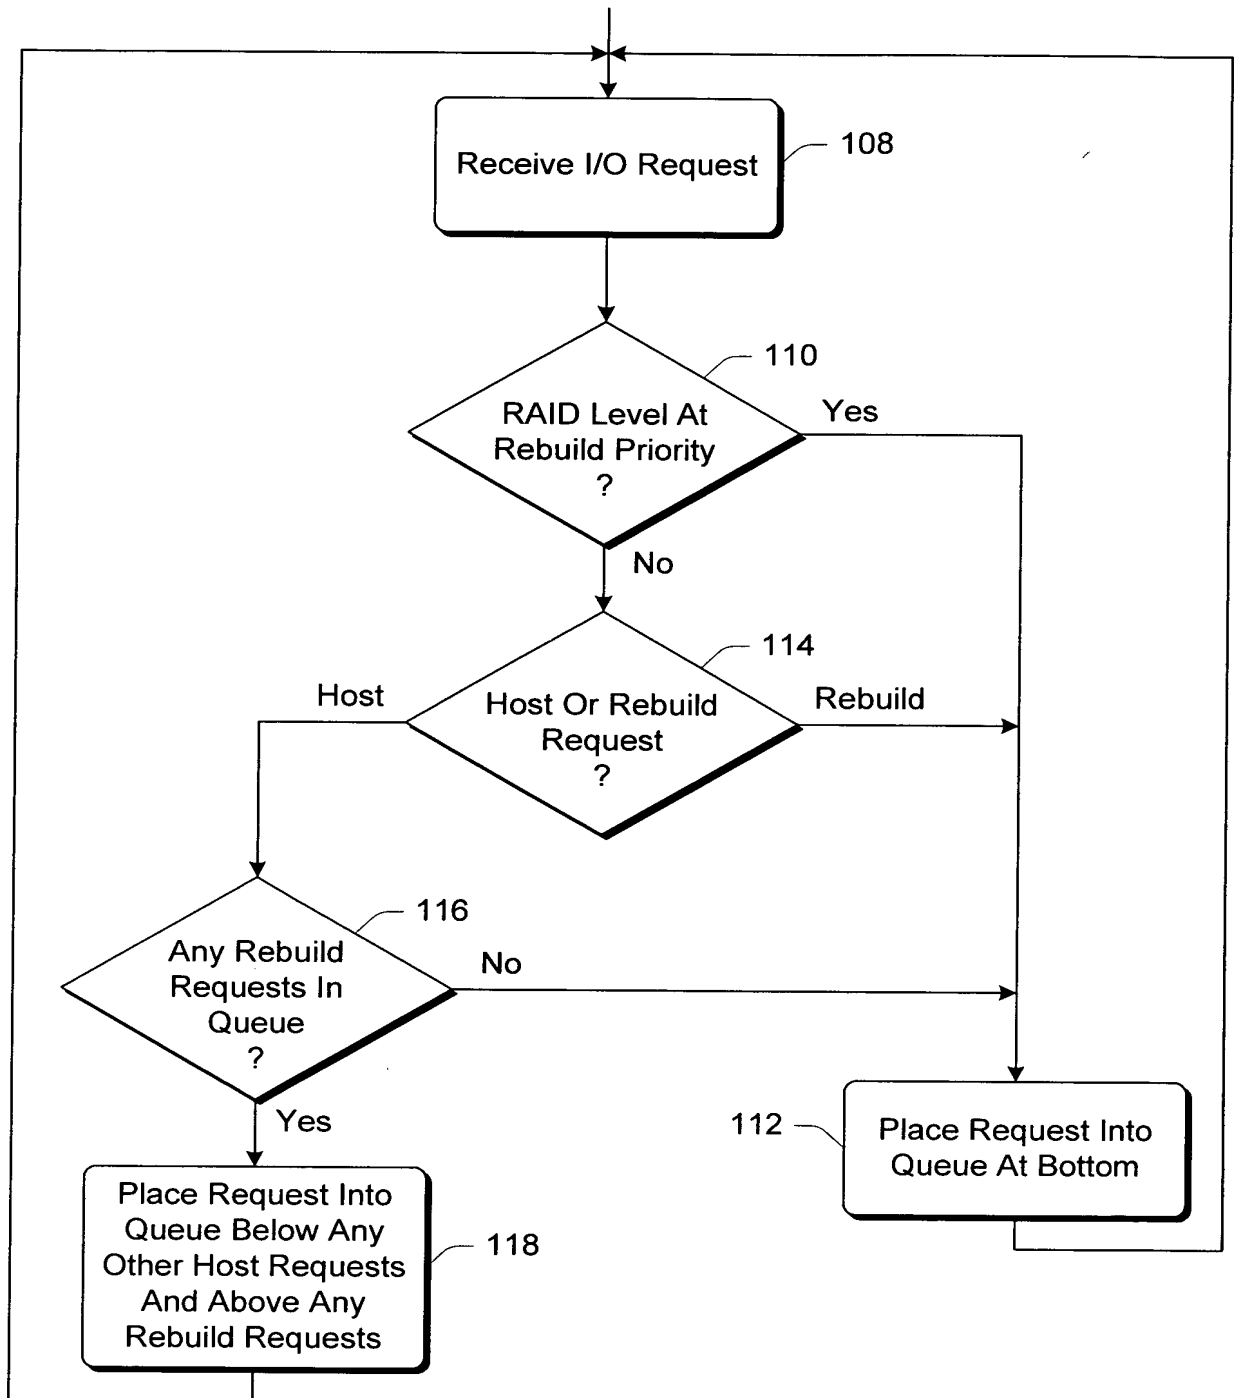 Receive I/O Request
108
110
RAID Level At
Rebuild Priority
?
Yes
No
114
Host
Host Or Rebuild
Request
?
Rebuild
116
Any Rebuild
Requests In
Queue
?
No
Yes
112
Place Request Into
Queue At Bottom
Place Request Into
Queue Below Any
Other Host Requests
And Above Any
Rebuild Requests
118